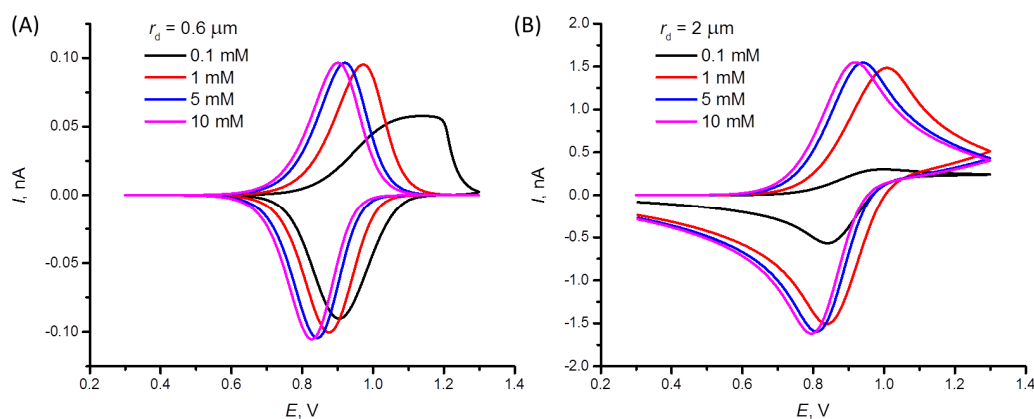 (A)
r_d = 0.6 µm
0.1 mM
1 mM
5 mM
10 mM
I, nA
0.10
0.05
0.00
-0.05
-0.10
0.2 0.4 0.6 0.8 1.0 1.2 1.4
E, V
(B)
r_d = 2 µm
0.1 mM
1 mM
5 mM
10 mM
I, nA
2.0
1.5
1.0
0.5
0.0
-0.5
-1.0
-1.5
-2.0
0.2 0.4 0.6 0.8 1.0 1.2 1.4
E, V